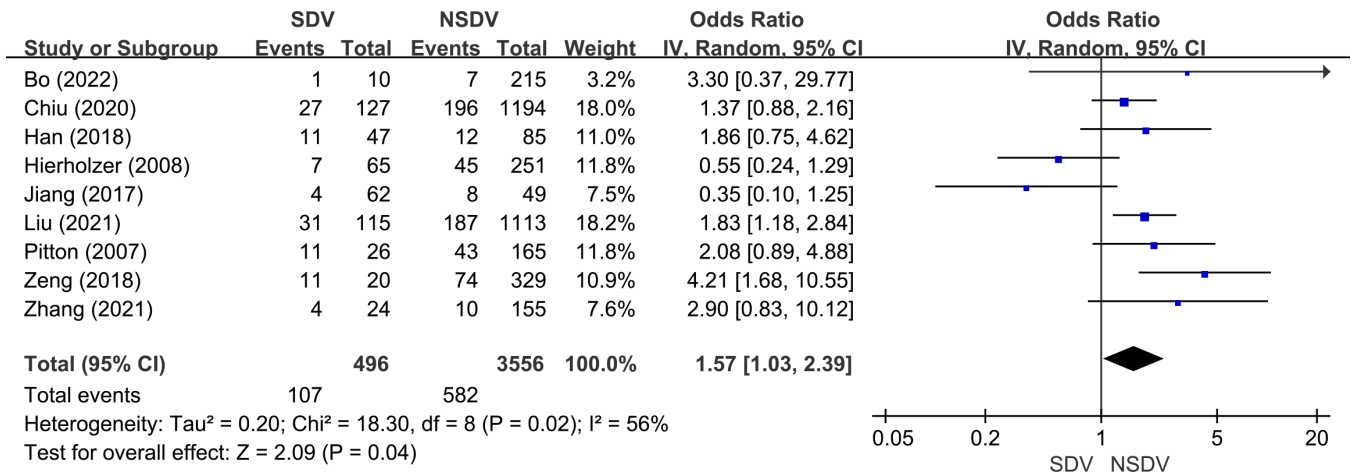 SDV NSDV Odds Ratio Odds Ratio
Study or Subgroup Events Total Events Total Weight IV, Random, 95% CI IV, Random, 95% CI
Bo (2022) 1 10 7 215 3.2% 3.30 [0.37, 29.77]
Chiu (2020) 27 127 196 1194 18.0% 1.37 [0.88, 2.16]
Han (2018) 11 47 12 85 11.0% 1.86 [0.75, 4.62]
Hierholzer (2008) 7 65 45 251 11.8% 0.55 [0.24, 1.29]
Jiang (2017) 4 62 8 49 7.5% 0.35 [0.10, 1.25]
Liu (2021) 31 115 187 1113 18.2% 1.83 [1.18, 2.84]
Pitton (2007) 11 26 43 165 11.8% 2.08 [0.89, 4.88]
Zeng (2018) 11 20 74 329 10.9% 4.21 [1.68, 10.55]
Zhang (2021) 4 24 10 155 7.6% 2.90 [0.83, 10.12]
Total (95% CI) 496 3556 100.0% 1.57 [1.03, 2.39]
Total events 107 582
Heterogeneity: Tau² = 0.20; Chi² = 18.30, df = 8 (P = 0.02); I² = 56%
Test for overall effect: Z = 2.09 (P = 0.04)
0.05 0.2 1 5 20
SDV NSDV